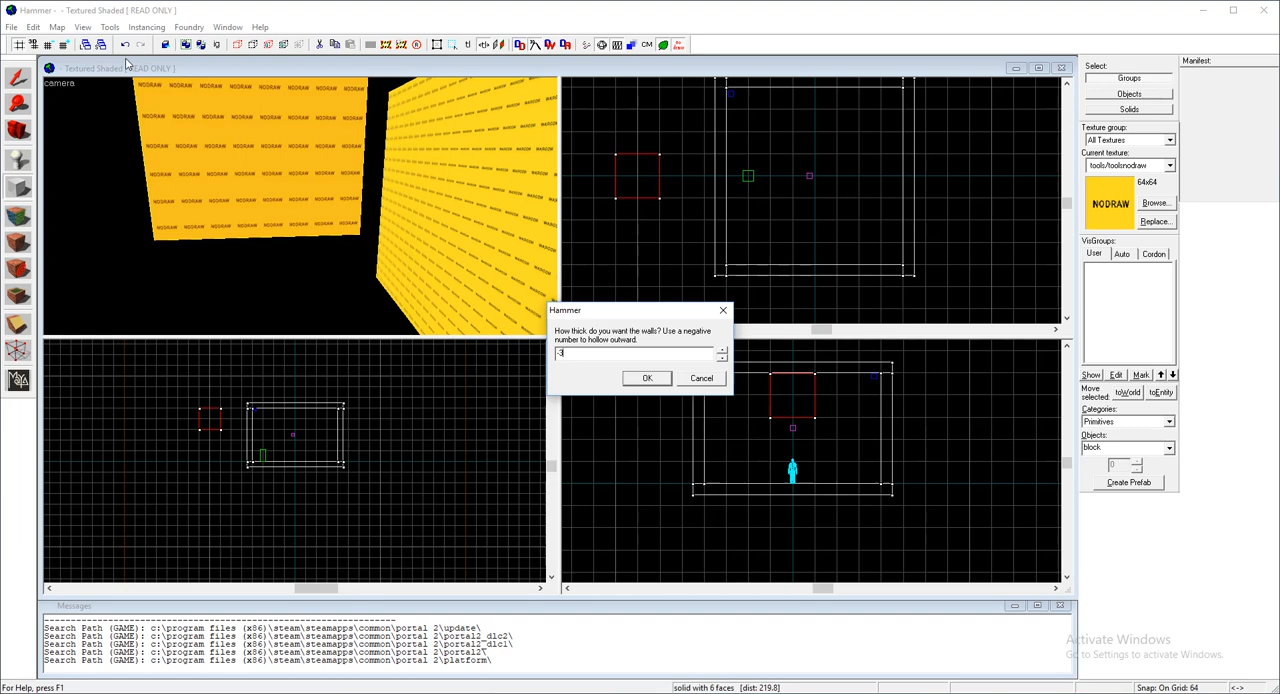 Hammer - - Textured Shaded [ READ ONLY ]
File Edit Map View Tools Instancing Foundry Window Help
- Textured Shaded [ READ ONLY ]
camera
Hammer
How thick do you want the walls? Use a negative
number to hollow outward.
-3
OK Cancel
Select:
Groups
Objects
Solids
Texture group:
All Textures
Current texture:
tools/toolsnodraw
64x64
NODRAW
Browse...
Replace...
VisGroups:
User Auto Cordon
Show Edit Mark
Move
selected: toWorld toEntity
Categories:
Primitives
Objects:
block
0
Create Prefab
Manifest:
Messages
Search Path (GAME): c:\program files (x86)\steam\steamapps\common\portal 2\update\
Search Path (GAME): c:\program files (x86)\steam\steamapps\common\portal 2\portal2_dlc2\
Search Path (GAME): c:\program files (x86)\steam\steamapps\common\portal 2\portal2_dlc1\
Search Path (GAME): c:\program files (x86)\steam\steamapps\common\portal 2\portal2\
Search Path (GAME): c:\program files (x86)\steam\steamapps\common\portal 2\platform\
Activate Windows
Go to Settings to activate Windows.
For Help, press F1
solid with 6 faces [dist: 219.8]
Snap: On Grid: 64
<->